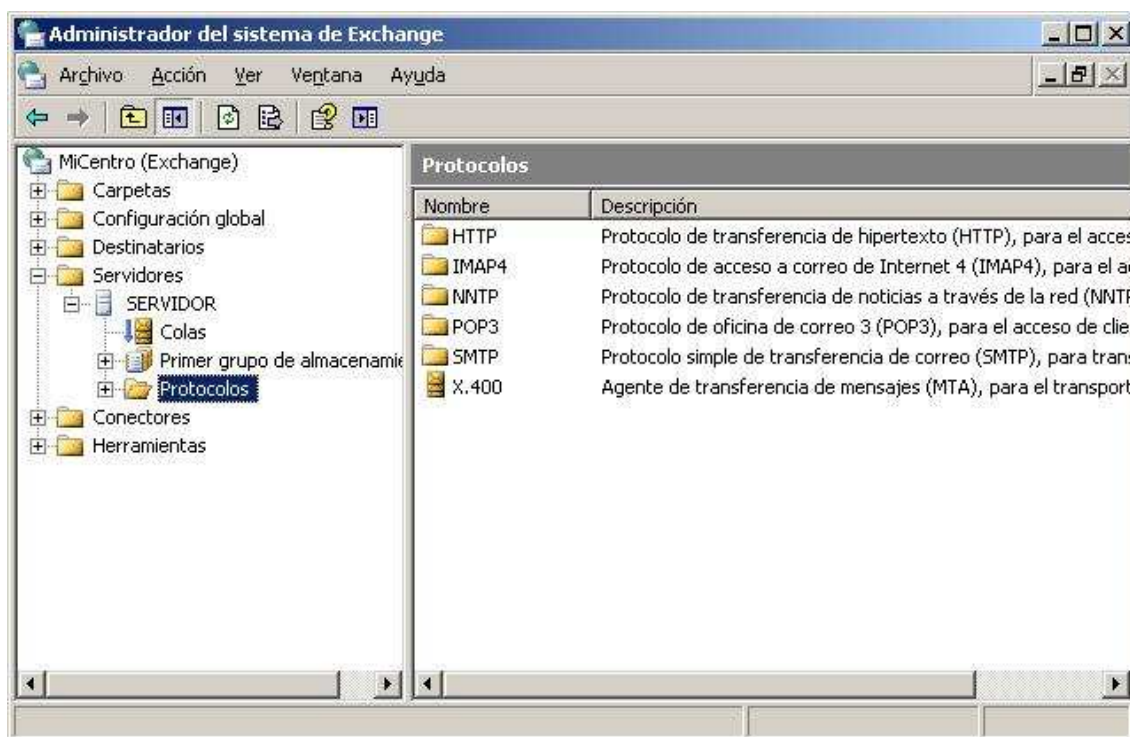 Administrador del sistema de Exchange
Archivo Acción Ver Ventana Ayuda
MiCentro (Exchange)
Carpetas
Configuración global
Destinatarios
Servidores
SERVIDOR
Colas
Primer grupo de almacenamie
Protocolos
Conectores
Herramientas
Protocolos
Nombre Descripción
HTTP Protocolo de transferencia de hipertexto (HTTP), para el acces
IMAP4 Protocolo de acceso a correo de Internet 4 (IMAP4), para el a
NNTP Protocolo de transferencia de noticias a través de la red (NNTP
POP3 Protocolo de oficina de correo 3 (POP3), para el acceso de clie
SMTP Protocolo simple de transferencia de correo (SMTP), para tran
X.400 Agente de transferencia de mensajes (MTA), para el transport